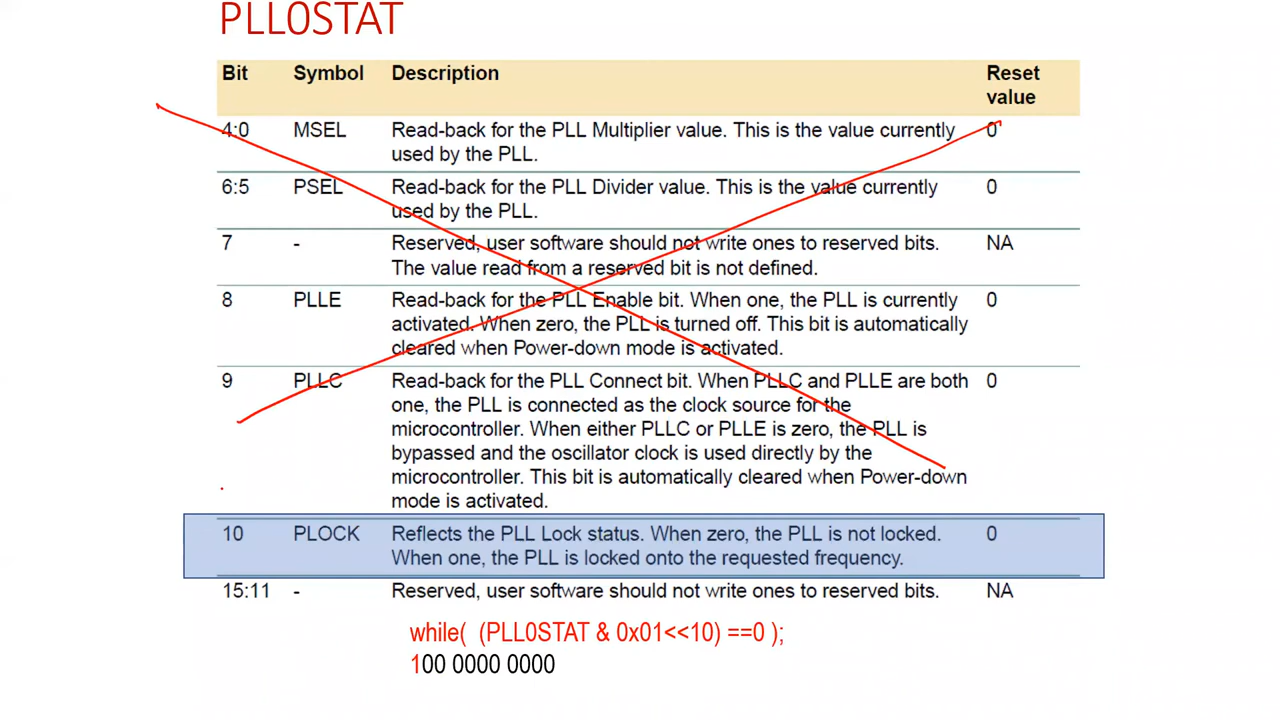 PLL0STAT
Bit Symbol Description Reset value
4:0 MSEL Read-back for the PLL Multiplier value. This is the value currently 0
used by the PLL.
6:5 PSEL Read-back for the PLL Divider value. This is the value currently 0
used by the PLL.
7 - Reserved, user software should not write ones to reserved bits. NA
The value read from a reserved bit is not defined.
8 PLLE Read-back for the PLL Enable bit. When one, the PLL is currently 0
activated. When zero, the PLL is turned off. This bit is automatically
cleared when Power-down mode is activated.
9 PLLC Read-back for the PLL Connect bit. When PLLC and PLLE are both 0
one, the PLL is connected as the clock source for the
microcontroller. When either PLLC or PLLE is zero, the PLL is
bypassed and the oscillator clock is used directly by the
microcontroller. This bit is automatically cleared when Power-down
mode is activated.
10 PLOCK Reflects the PLL Lock status. When zero, the PLL is not locked. 0
When one, the PLL is locked onto the requested frequency.
15:11 - Reserved, user software should not write ones to reserved bits. NA
while( (PLL0STAT & 0x01<<10) ==0 );
100 0000 0000